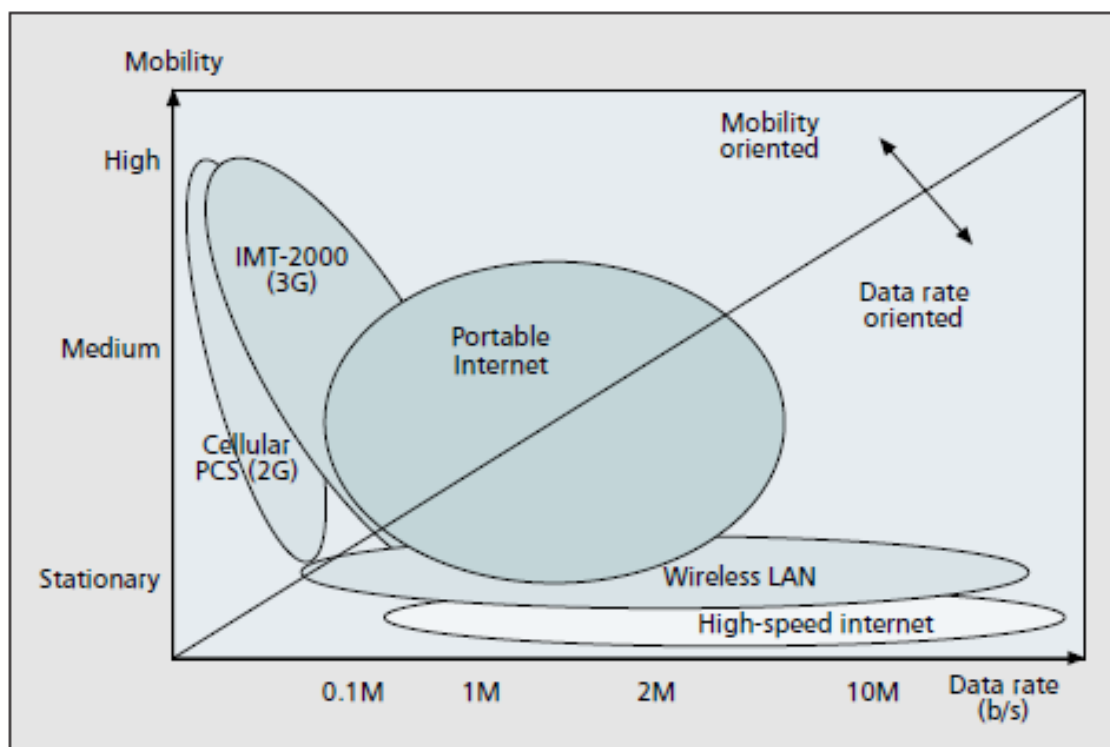 Mobility
High
Medium
Stationary
Mobility
oriented
Data rate
oriented
IMT-2000
(3G)
Portable
Internet
Cellular
PCS (2G)
Wireless LAN
High-speed internet
0.1M
1M
2M
10M
Data rate
(b/s)